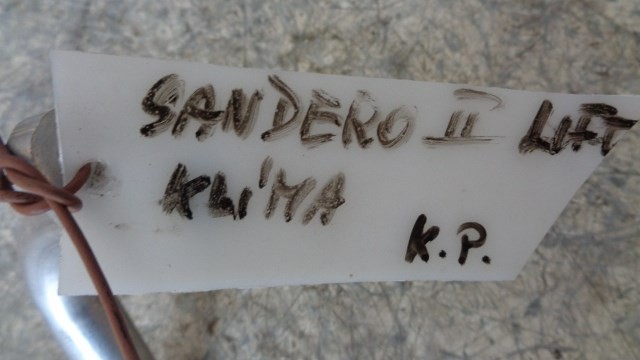 SANDERO II LIFT
KLIMA
K.P.